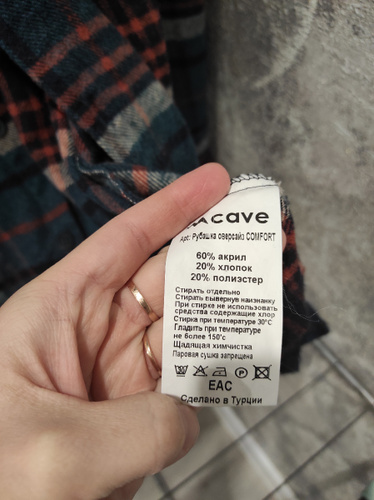 cave
Арт: Рубашка оверсайз COMFORT
60% акрил
20% хлопок
20% полиэстер
Стирать отдельно
Стирать вывернув наизнанку
При стирке не использовать
средства содержащие хлор
Стирка при температуре 30°с
Гладить при температуре
не более 150°с
Щадящая химчистка
Паровая сушка запрещена
EAC
Сделано в Турции